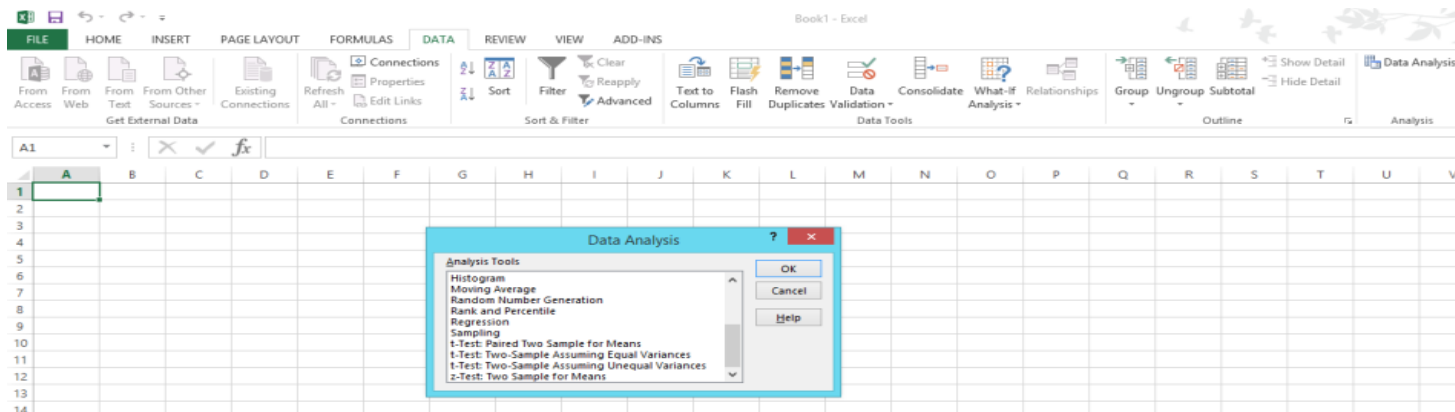 Book1 - Excel
FILE HOME INSERT PAGE LAYOUT FORMULAS DATA REVIEW VIEW ADD-INS
From Access
From Web
From Text
From Other Sources
Existing Connections
Get External Data
Refresh All
Connections
Properties
Edit Links
Connections
Sort
Filter
Clear
Reapply
Advanced
Sort & Filter
Text to Columns
Flash Fill
Remove Duplicates
Data Validation
Consolidate
What-If Analysis
Relationships
Data Tools
Group
Ungroup
Subtotal
Show Detail
Hide Detail
Outline
Data Analysis
Analysis
A1 fx
A B C D E F G H I J K L M N O P Q R S T U V
1
2
3
4
5
6
7
8
9
10
11
12
13
14
Data Analysis ?
Analysis Tools
Histogram
Moving Average
Random Number Generation
Rank and Percentile
Regression
Sampling
t-Test: Paired Two Sample for Means
t-Test: Two-Sample Assuming Equal Variances
t-Test: Two-Sample Assuming Unequal Variances
z-Test: Two Sample for Means
OK
Cancel
Help